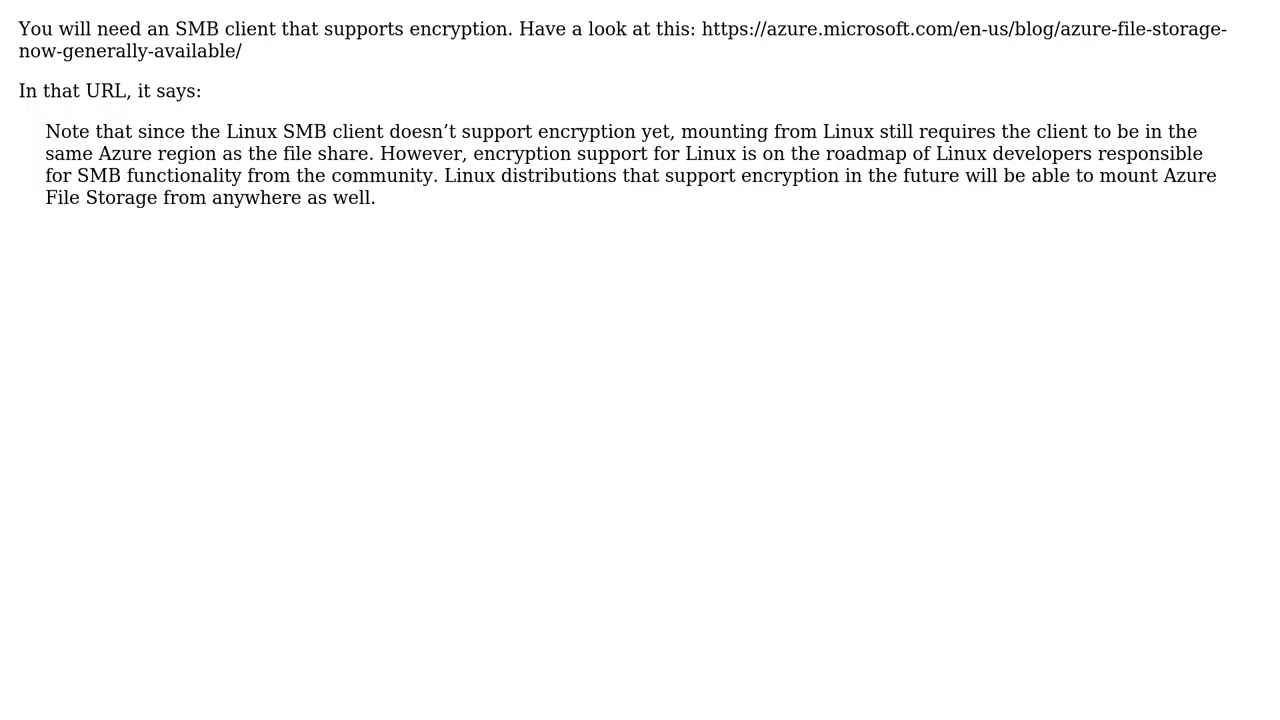 You will need an SMB client that supports encryption. Have a look at this: https://azure.microsoft.com/en-us/blog/azure-file-storage-
now-generally-available/
In that URL, it says:
Note that since the Linux SMB client doesn’t support encryption yet, mounting from Linux still requires the client to be in the
same Azure region as the file share. However, encryption support for Linux is on the roadmap of Linux developers responsible
for SMB functionality from the community. Linux distributions that support encryption in the future will be able to mount Azure
File Storage from anywhere as well.